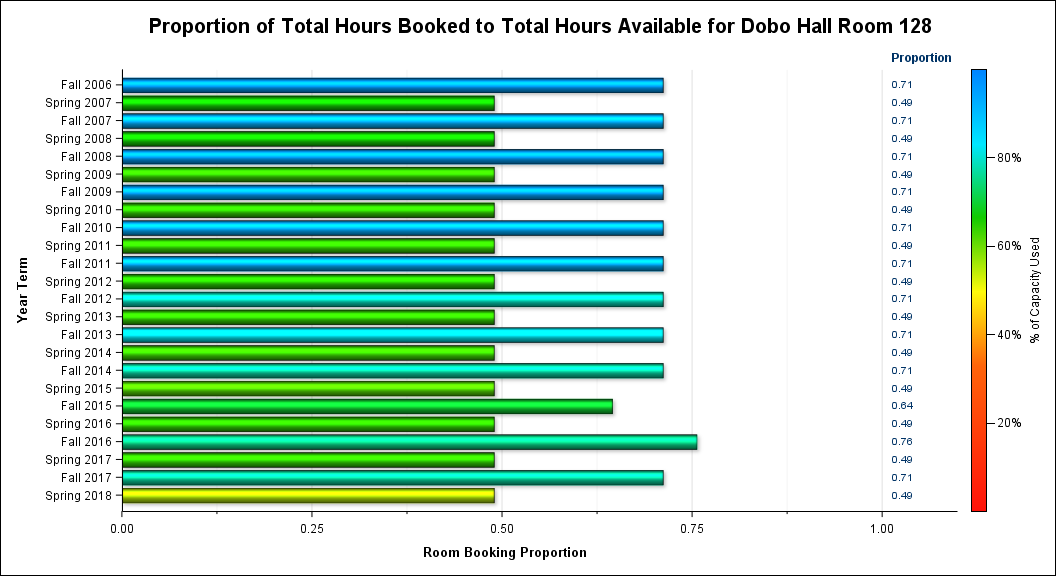 Proportion of Total Hours Booked to Total Hours Available for Dobo Hall Room 128
Proportion
Fall 2006 0.71
Spring 2007 0.49
Fall 2007 0.71
Spring 2008 0.49
Fall 2008 0.71
Spring 2009 0.49
Fall 2009 0.71
Spring 2010 0.49
Fall 2010 0.71
Spring 2011 0.49
Fall 2011 0.71
Spring 2012 0.49
Fall 2012 0.71
Spring 2013 0.49
Fall 2013 0.71
Spring 2014 0.49
Fall 2014 0.71
Spring 2015 0.49
Fall 2015 0.64
Spring 2016 0.49
Fall 2016 0.76
Spring 2017 0.49
Fall 2017 0.71
Spring 2018 0.49
Year Term
0.00 0.25 0.50 0.75 1.00
Room Booking Proportion
80%
60%
40%
20%
% of Capacity Used